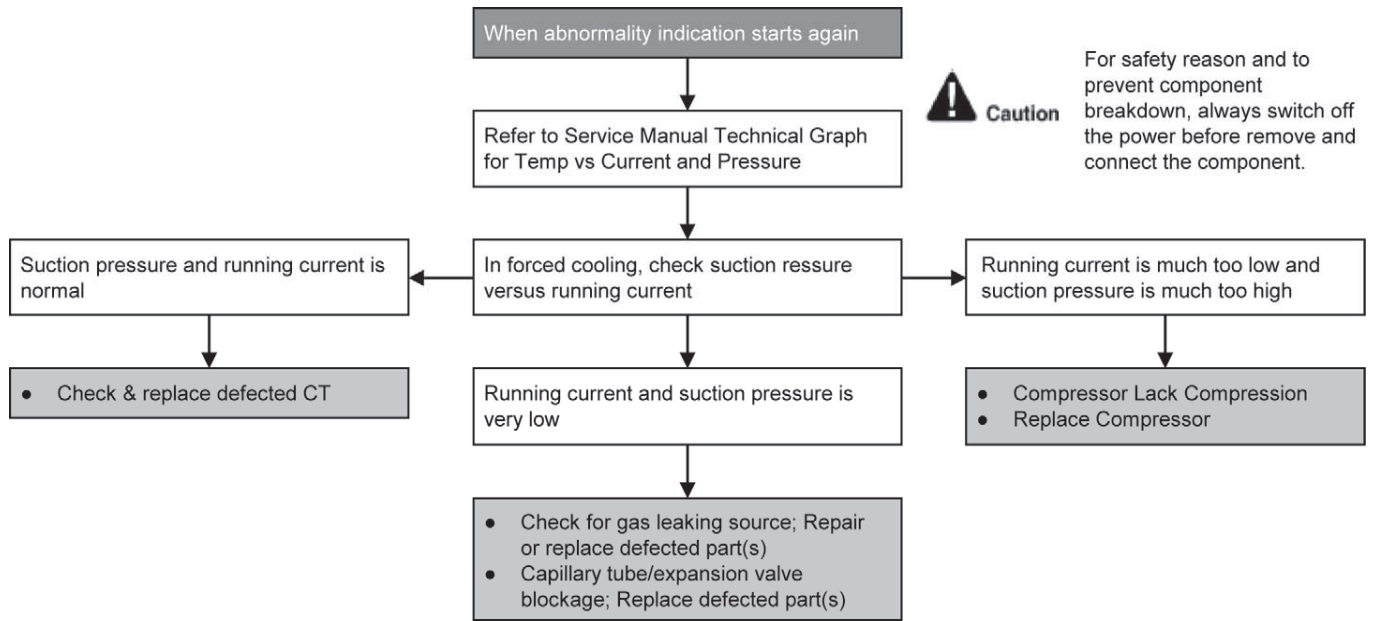 When abnormality indication starts again
Caution
For safety reason and to
prevent component
breakdown, always switch off
the power before remove and
connect the component.
Refer to Service Manual Technical Graph
for Temp vs Current and Pressure
Suction pressure and running current is
normal
In forced cooling, check suction ressure
versus running current
Running current is much too low and
suction pressure is much too high
● Check & replace defected CT
Running current and suction pressure is
very low
● Compressor Lack Compression
● Replace Compressor
● Check for gas leaking source; Repair
or replace defected part(s)
● Capillary tube/expansion valve
blockage; Replace defected part(s)